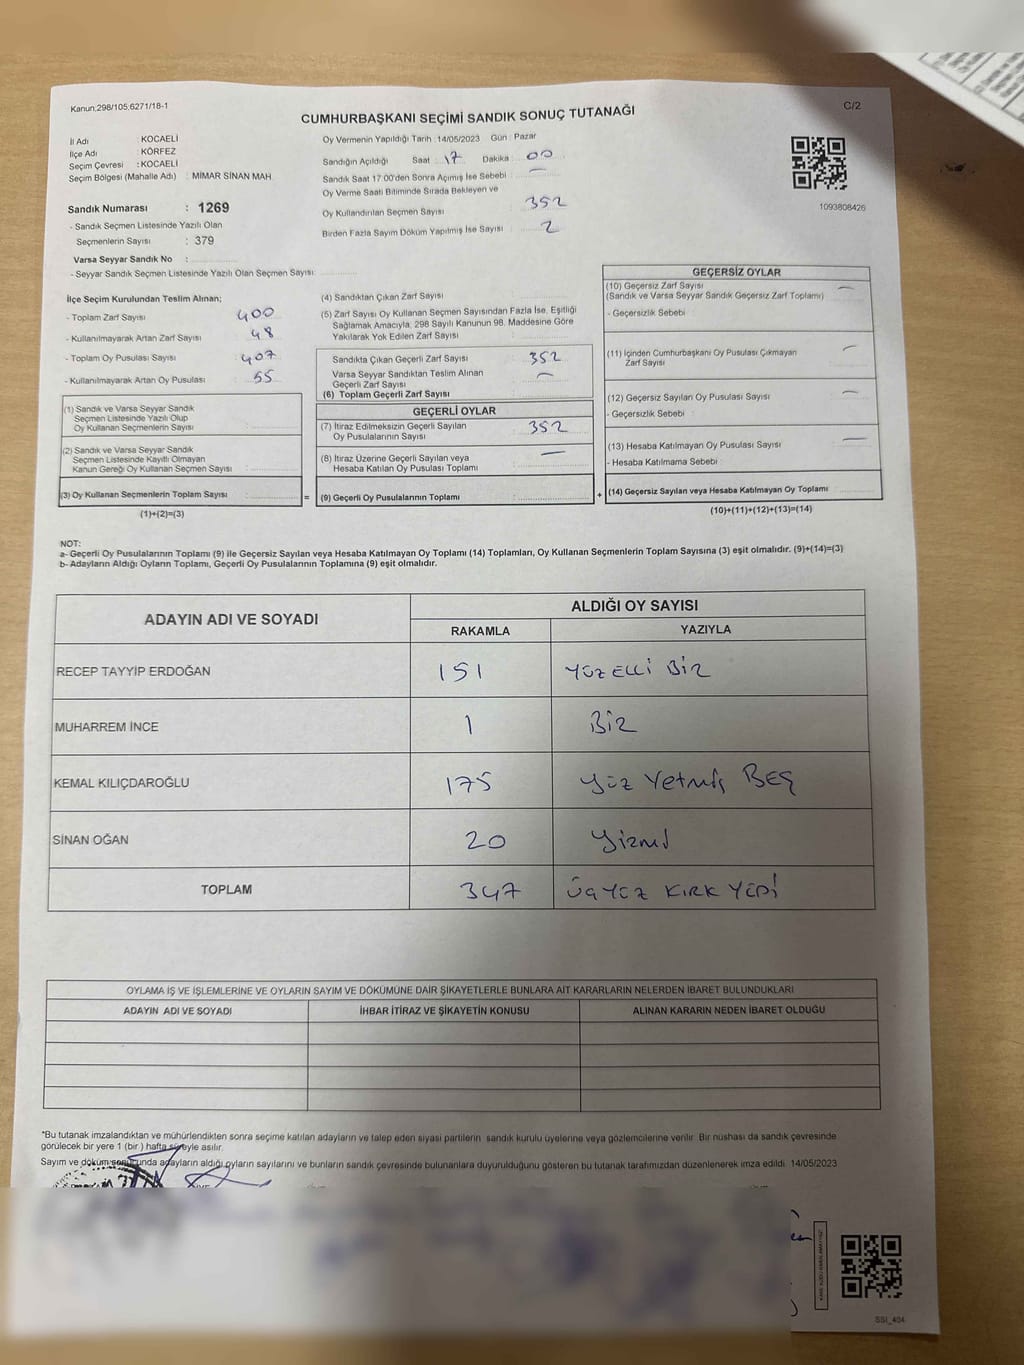 Kanun:298/105;6271/18-1
C/2
CUMHURBAŞKANI SEÇİMİ SANDIK SONUÇ TUTANAĞI
İl Adı : KOCAELİ
İlçe Adı : KÖRFEZ
Seçim Çevresi : KOCAELİ
Seçim Bölgesi (Mahalle Adı) : MİMAR SİNAN MAH.
Sandık Numarası : 1269
- Sandık Seçmen Listesinde Yazılı Olan
Seçmenlerin Sayısı : 379
Varsa Seyyar Sandık No :
- Seyyar Sandık Seçmen Listesinde Yazılı Olan Seçmen Sayısı:
Oy Vermenin Yapıldığı Tarih :14/05/2023 Gün : Pazar
Sandığın Açıldığı Saat : 17 Dakika : 00
Sandık Saat 17:00'den Sonra Açımış İse Sebebi : —
Oy Verme Saati Bitiminde Sırada Bekleyen ve
Oy Kullandırılan Seçmen Sayısı : 352
Birden Fazla Sayım Döküm Yapılmış İse Sayısı : 2
1093808426
İlçe Seçim Kurulundan Teslim Alınan;
- Toplam Zarf Sayısı : 400
- Kullanılmayarak Artan Zarf Sayısı : 48
- Toplam Oy Pusulası Sayısı : 407
- Kullanılmayarak Artan Oy Pusulası : 55
(1) Sandık ve Varsa Seyyar Sandık
Seçmen Listesinde Yazılı Olup
Oy Kullanan Seçmenlerin Sayısı :
(2) Sandık ve Varsa Seyyar Sandık
Seçmen Listesinde Kayıtlı Olmayan
Kanun Gereği Oy Kullanan Seçmen Sayısı :
(3) Oy Kullanan Seçmenlerin Toplam Sayısı :
(1)+(2)=(3)
=
(4) Sandıktan Çıkan Zarf Sayısı
(5) Zarf Sayısı Oy Kullanan Seçmen Sayısından Fazla İse, Eşitliği
Sağlamak Amacıyla, 298 Sayılı Kanunun 98. Maddesine Göre
Yakılarak Yok Edilen Zarf Sayısı
Sandıkta Çıkan Geçerli Zarf Sayısı : 352
Varsa Seyyar Sandıktan Teslim Alınan
Geçerli Zarf Sayısı : —
(6) Toplam Geçerli Zarf Sayısı
GEÇERLİ OYLAR
(7) İtiraz Edilmeksizin Geçerli Sayılan
Oy Pusulalarının Sayısı : 352
(8) İtiraz Üzerine Geçerli Sayılan veya
Hesaba Katılan Oy Pusulası Toplamı : —
(9) Geçerli Oy Pusulalarının Toplamı :
+
GEÇERSİZ OYLAR
(10) Geçersiz Zarf Sayısı : —
(Sandık ve Varsa Seyyar Sandık Geçersiz Zarf Toplamı)
- Geçersizlik Sebebi :
(11) İçinden Cumhurbaşkanı Oy Pusulası Çıkmayan
Zarf Sayısı : —
(12) Geçersiz Sayılan Oy Pusulası Sayısı : —
- Geçersizlik Sebebi :
(13) Hesaba Katılmayan Oy Pusulası Sayısı : —
- Hesaba Katılmama Sebebi :
(14) Geçersiz Sayılan veya Hesaba Katılmayan Oy Toplamı :
(10)+(11)+(12)+(13)=(14)
NOT:
a- Geçerli Oy Pusulalarının Toplamı (9) ile Geçersiz Sayılan veya Hesaba Katılmayan Oy Toplamı (14) Toplamları, Oy Kullanan Seçmenlerin Toplam Sayısına (3) eşit olmalıdır. (9)+(14)=(3)
b- Adayların Aldığı Oyların Toplamı, Geçerli Oy Pusulalarının Toplamına (9) eşit olmalıdır.
ADAYIN ADI VE SOYADI
ALDIĞI OY SAYISI
RAKAMLA YAZIYLA
RECEP TAYYİP ERDOĞAN 151 YÜZ ELLİ BİR
MUHARREM İNCE 1 BİR
KEMAL KILIÇDAROĞLU 175 Yüz Yetmiş BEŞ
SİNAN OĞAN 20 Yirmi
TOPLAM 347 ÜÇ YÜZ KIRK YEDİ
OYLAMA İŞ VE İŞLEMLERİNE VE OYLARIN SAYIM VE DÖKÜMÜNE DAİR ŞİKAYETLERLE BUNLARA AİT KARARLARIN NELERDEN İBARET BULUNDUKLARI
ADAYIN ADI VE SOYADI İHBAR İTİRAZ VE ŞİKAYETİN KONUSU ALINAN KARARIN NEDEN İBARET OLDUĞU
*Bu tutanak imzalandıktan ve mühürlendikten sonra seçime katılan adayların ve talep eden siyasi partilerin sandık kurulu üyelerine veya gözlemcilerine verilir. Bir nüshası da sandık çevresinde
görülecek bir yere 1 (bir ) hafta süreyle asılır.
Sayım ve döküm sonucunda adayların aldığı oyların sayılarını ve bunların sandık çevresinde bulunanlara duyurulduğunu gösteren bu tutanak tarafımızdan düzenlenerek imza edildi. 14/05/2023
SSI_404